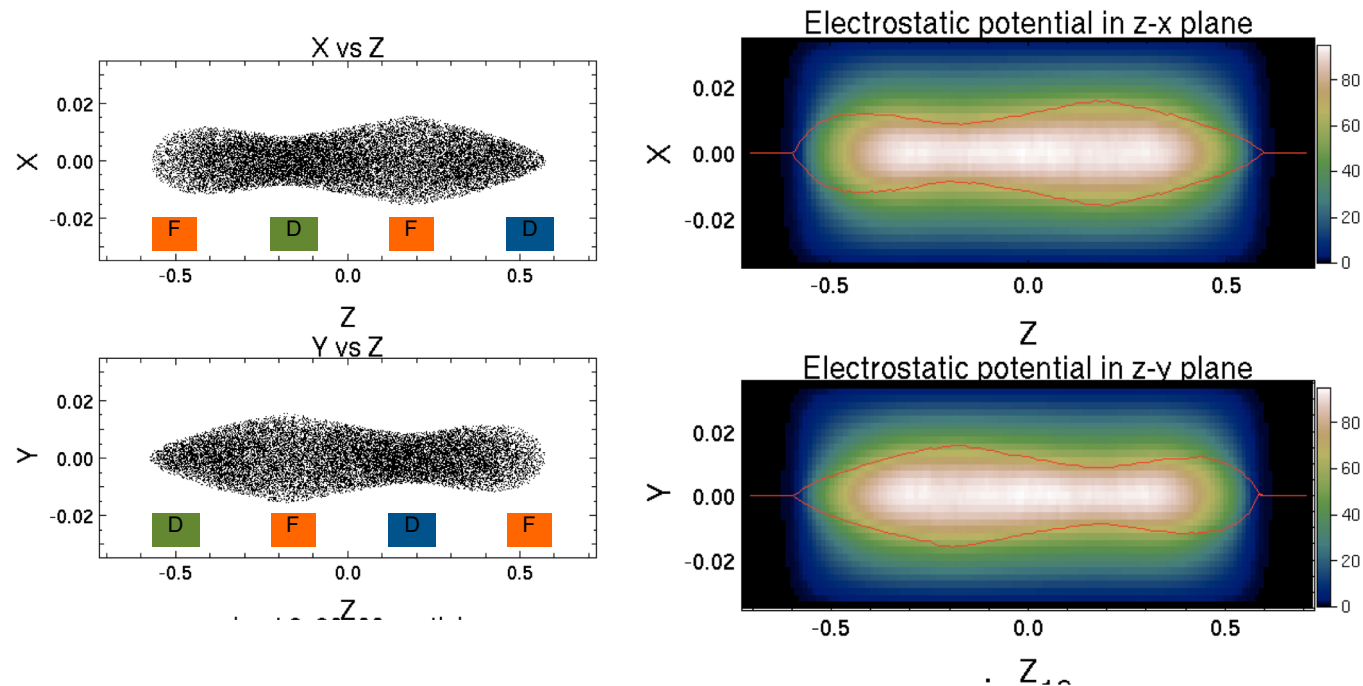 X vs Z
0.02
0.00
-0.02
X
F D F D
-0.5 0.0 0.5
Z
Y vs Z
0.02
0.00
-0.02
Y
D F D F
-0.5 0.0 0.5
Z
Electrostatic potential in z-x plane
0.02
0.00
-0.02
X
80
60
40
20
0
-0.5 0.0 0.5
Z
Electrostatic potential in z-y plane
0.02
0.00
-0.02
Y
80
60
40
20
0
-0.5 0.0 0.5
Z